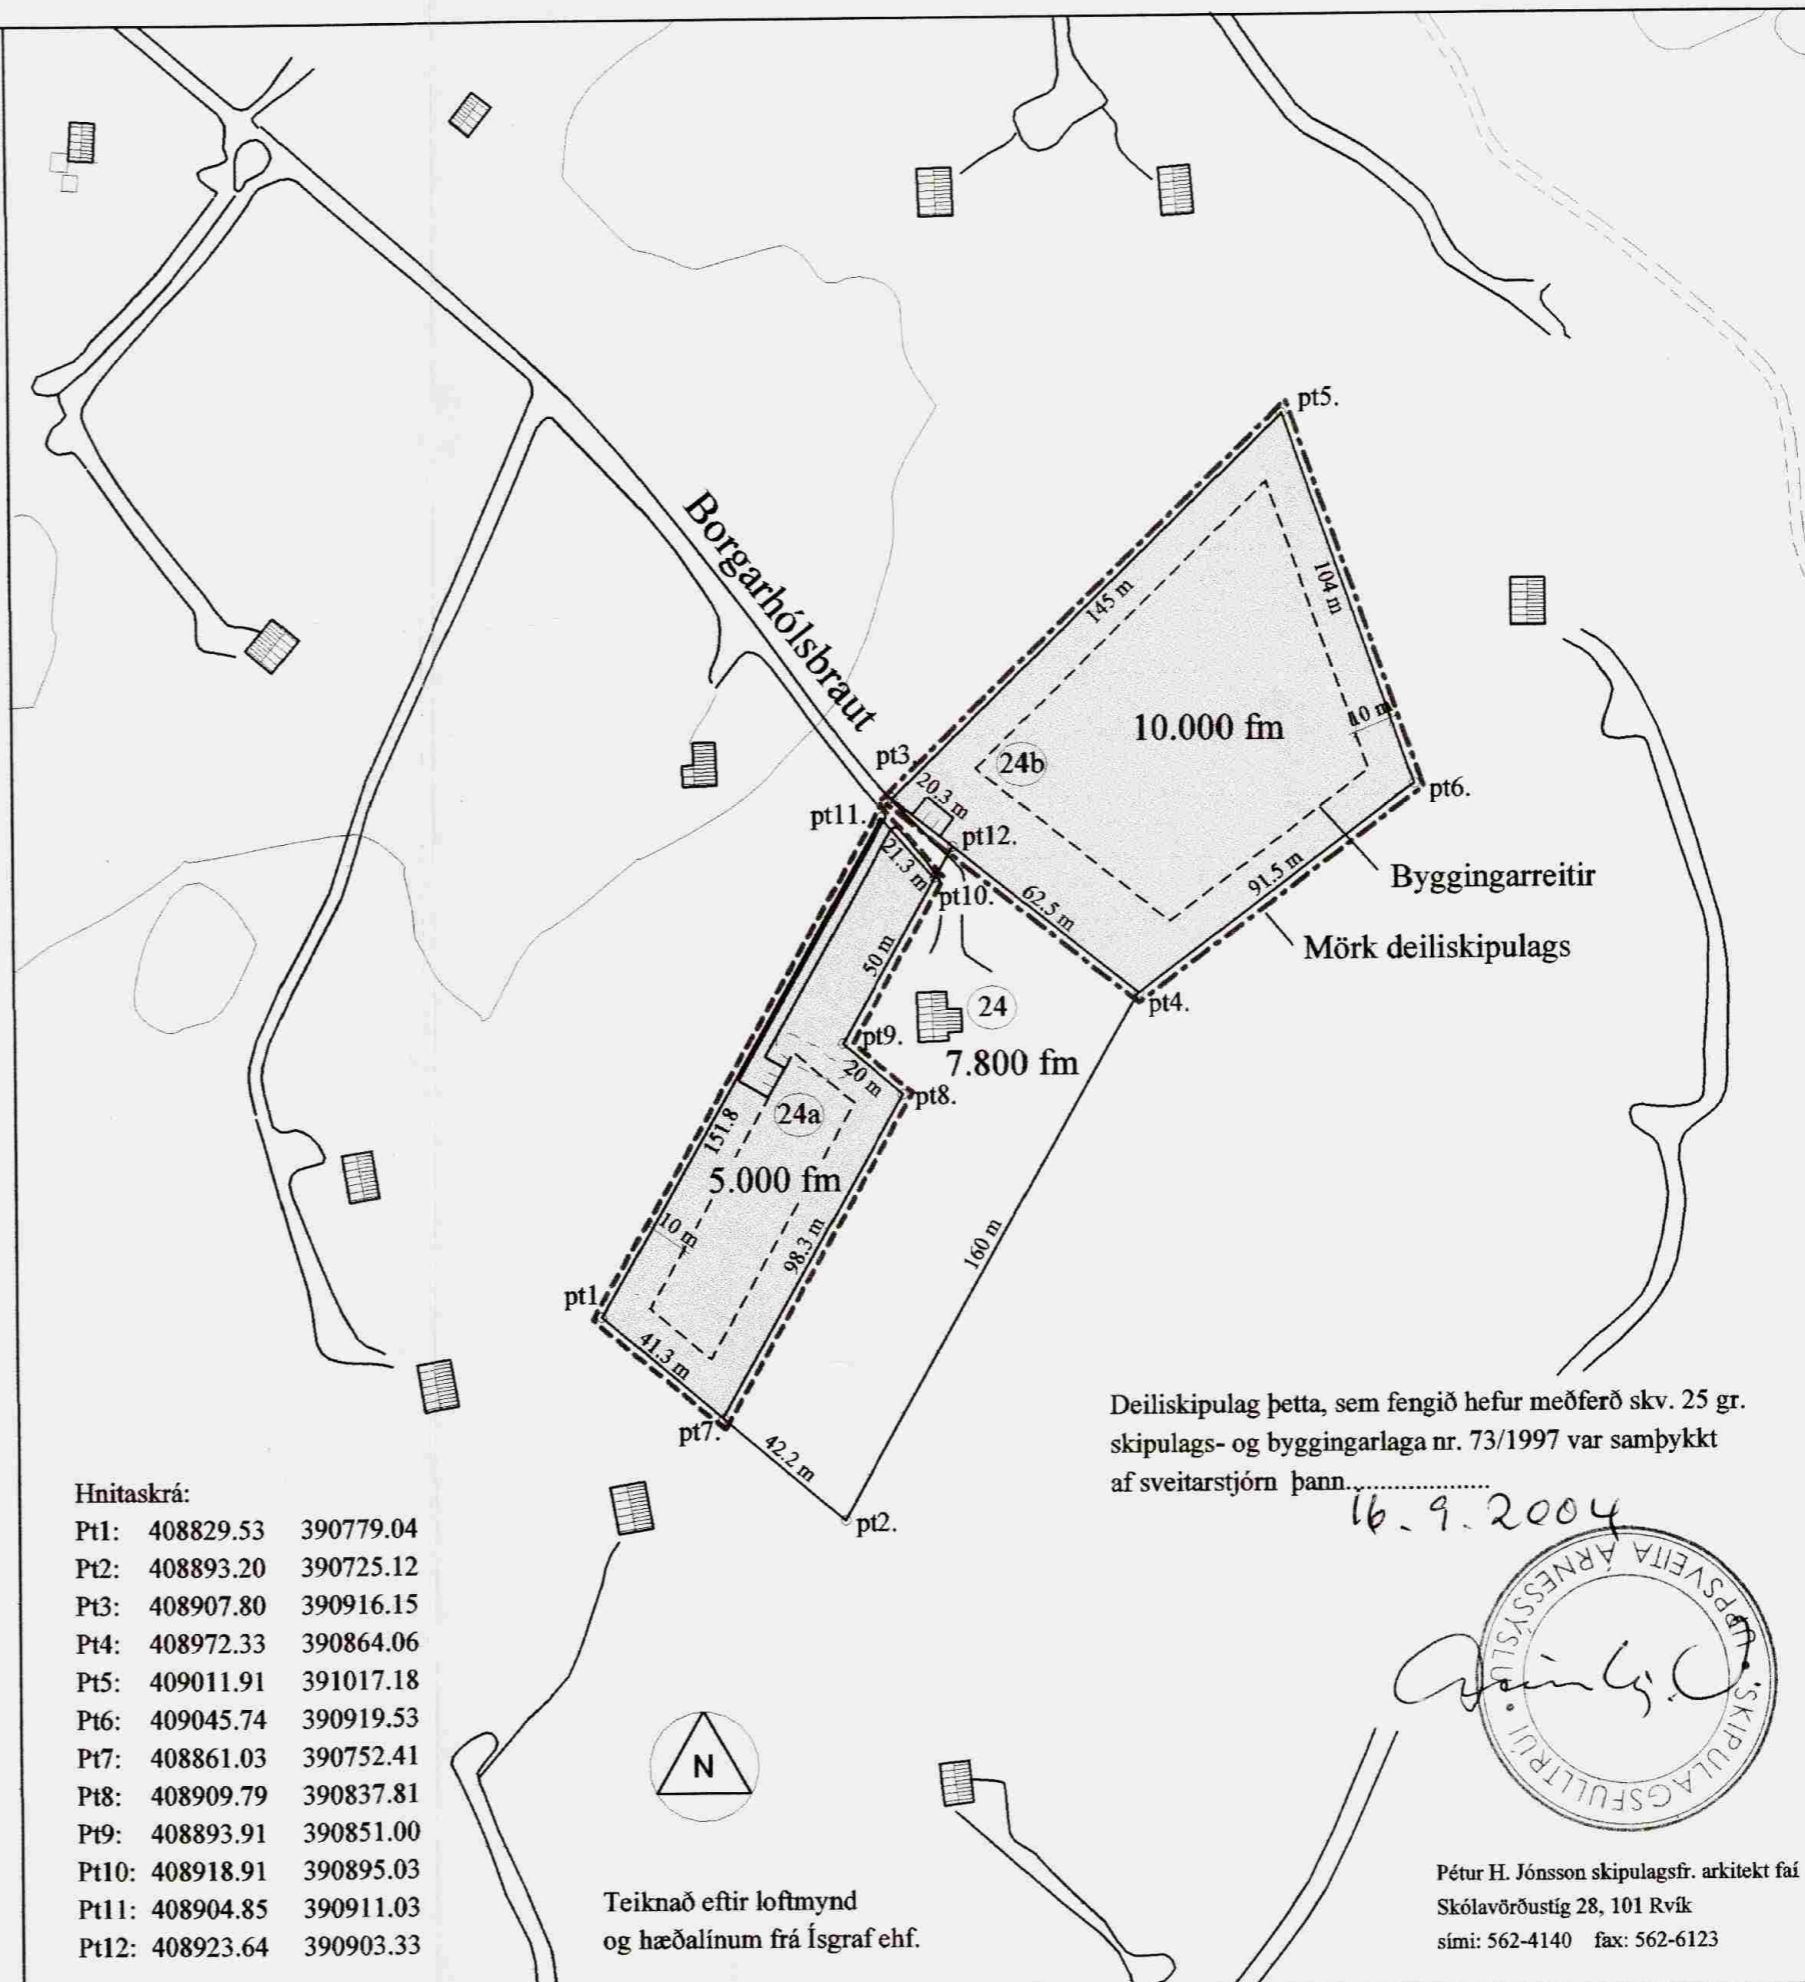 Borgarhólsbraut
pt5.
145 m
104 m
10.000 fm
10 m
24b
pt3.
20.3 m
pt6.
pt11.
pt12.
21.3 m
91.5 m
Byggingarreitir
pt10.
62.5 m
50 m
Mörk deiliskipulags
24
pt4.
pt9.
7.800 fm
20 m
pt8.
24a
151.8
5.000 fm
10 m
98.3 m
160 m
pt1.
41.3 m
pt7.
42.2 m
pt2.
Deiliskipulag þetta, sem fengið hefur meðferð skv. 25 gr.
skipulags- og byggingarlaga nr. 73/1997 var samþykkt
af sveitarstjórn þann....................
16. 9. 2004
Hnitaskrá:
Pt1: 408829.53 390779.04
Pt2: 408893.20 390725.12
Pt3: 408907.80 390916.15
Pt4: 408972.33 390864.06
Pt5: 409011.91 391017.18
Pt6: 409045.74 390919.53
Pt7: 408861.03 390752.41
Pt8: 408909.79 390837.81
Pt9: 408893.91 390851.00
Pt10: 408918.91 390895.03
Pt11: 408904.85 390911.03
Pt12: 408923.64 390903.33
N
Teiknað eftir loftmynd
og hæðalínum frá Ísgraf ehf.
SKIPULAGSFULLTRÚI • UPPSVEITA ÁRNESSÝSLU •
Pétur H. Jónsson skipulagsfr. arkitekt faí
Skólavörðustíg 28, 101 Rvík
sími: 562-4140 fax: 562-6123